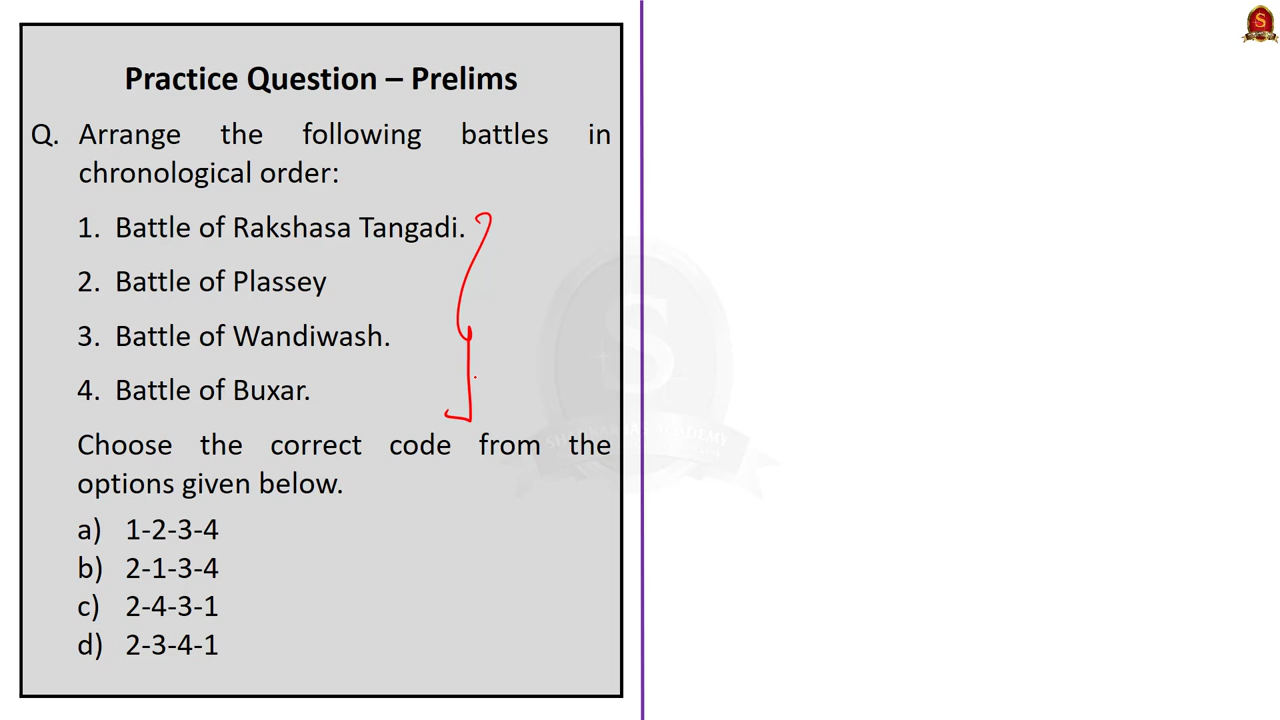 Practice Question – Prelims
Q. Arrange the following battles in
chronological order:
1. Battle of Rakshasa Tangadi.
2. Battle of Plassey
3. Battle of Wandiwash.
4. Battle of Buxar.
Choose the correct code from the
options given below.
a) 1-2-3-4
b) 2-1-3-4
c) 2-4-3-1
d) 2-3-4-1
S
S
ACADEMY